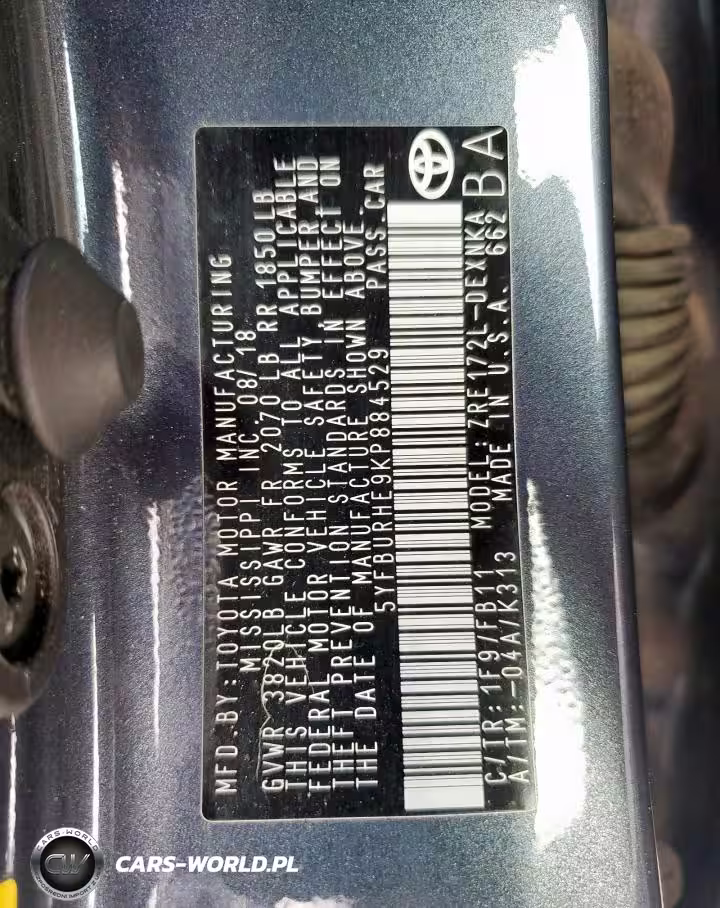 MFD.BY:TOYOTA MOTOR MANUFACTURING
MISSISSIPPI INC.08/18
GVWR 3820LB GAWR FR 2070 LB RR 1850LB
THIS VEHICLE CONFORMS TO ALL APPLICABLE
FEDERAL MOTOR VEHICLE SAFETY, BUMPER AND
THEFT PREVENTION STANDARDS IN EFFECT ON
THE DATE OF MANUFACTURE SHOWN ABOVE.
5YFBURHE9KP884529 PASS.CAR
C/TR:1F9/FB11 MODEL:ZRE172L-DEXNKA
A/TM:-04A/K313 MADE IN U.S.A. 662
BA
CARS-WORLD
CW
CARS-WORLD.PL